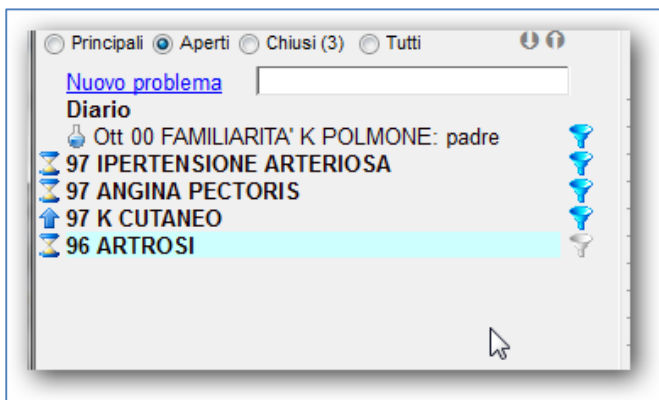 Principali Aperti Chiusi (3) Tutti
Nuovo problema
Diario
Ott 00 FAMILIARITA' K POLMONE: padre
97 IPERTENSIONE ARTERIOSA
97 ANGINA PECTORIS
97 K CUTANEO
96 ARTROSI